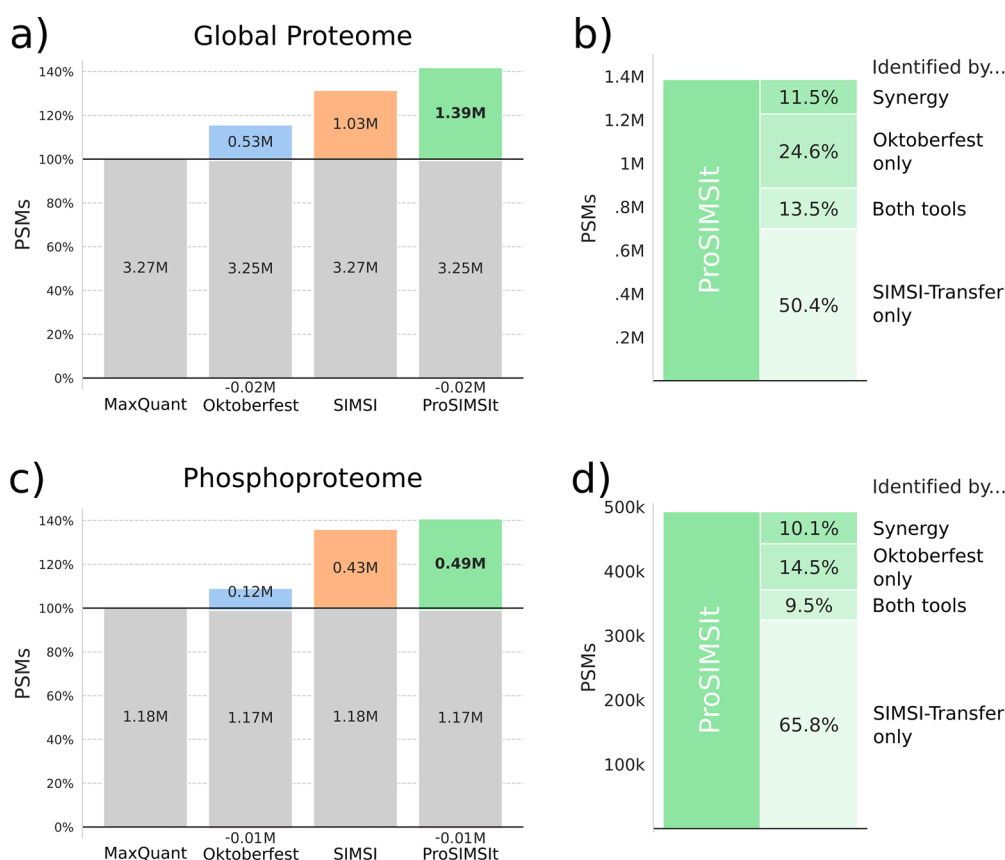 a)
Global Proteome
140%
120%
100%
80%
60%
40%
20%
0%
PSMs
0.53M
1.03M
1.39M
3.27M
3.25M
3.27M
3.25M
-0.02M
-0.02M
MaxQuant
Oktoberfest
SIMSI
ProSIMSIt
b)
Identified by...
1.4M
1.2M
1M
.8M
.6M
.4M
.2M
PSMs
ProSIMSIt
11.5%
Synergy
24.6%
Oktoberfest
only
13.5%
Both tools
50.4%
SIMSI-Transfer
only
c)
Phosphoproteome
140%
120%
100%
80%
60%
40%
20%
0%
PSMs
0.12M
0.43M
0.49M
1.18M
1.17M
1.18M
1.17M
-0.01M
-0.01M
MaxQuant
Oktoberfest
SIMSI
ProSIMSIt
d)
Identified by...
500k
400k
300k
200k
100k
PSMs
ProSIMSIt
10.1%
Synergy
14.5%
Oktoberfest
only
9.5%
Both tools
65.8%
SIMSI-Transfer
only